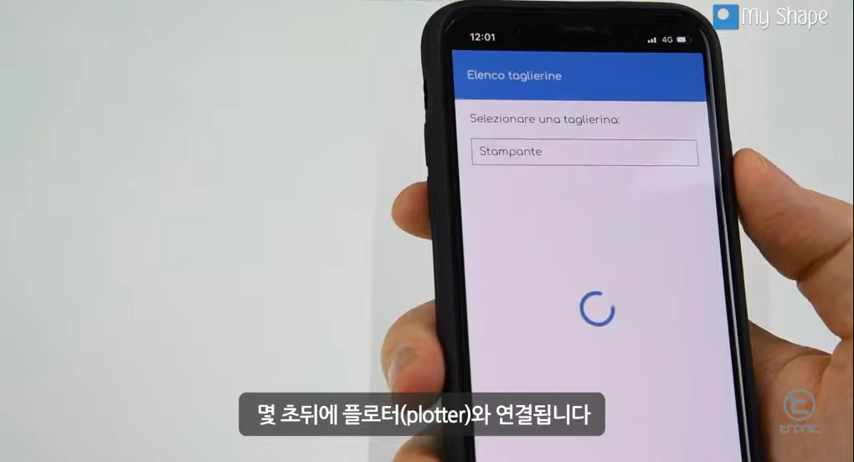 My Shape
12:01
4G
Elenco taglierine
Selezionare una taglierina:
Stampante
몇 초뒤에 플로터(plotter)와 연결됩니다
tronic